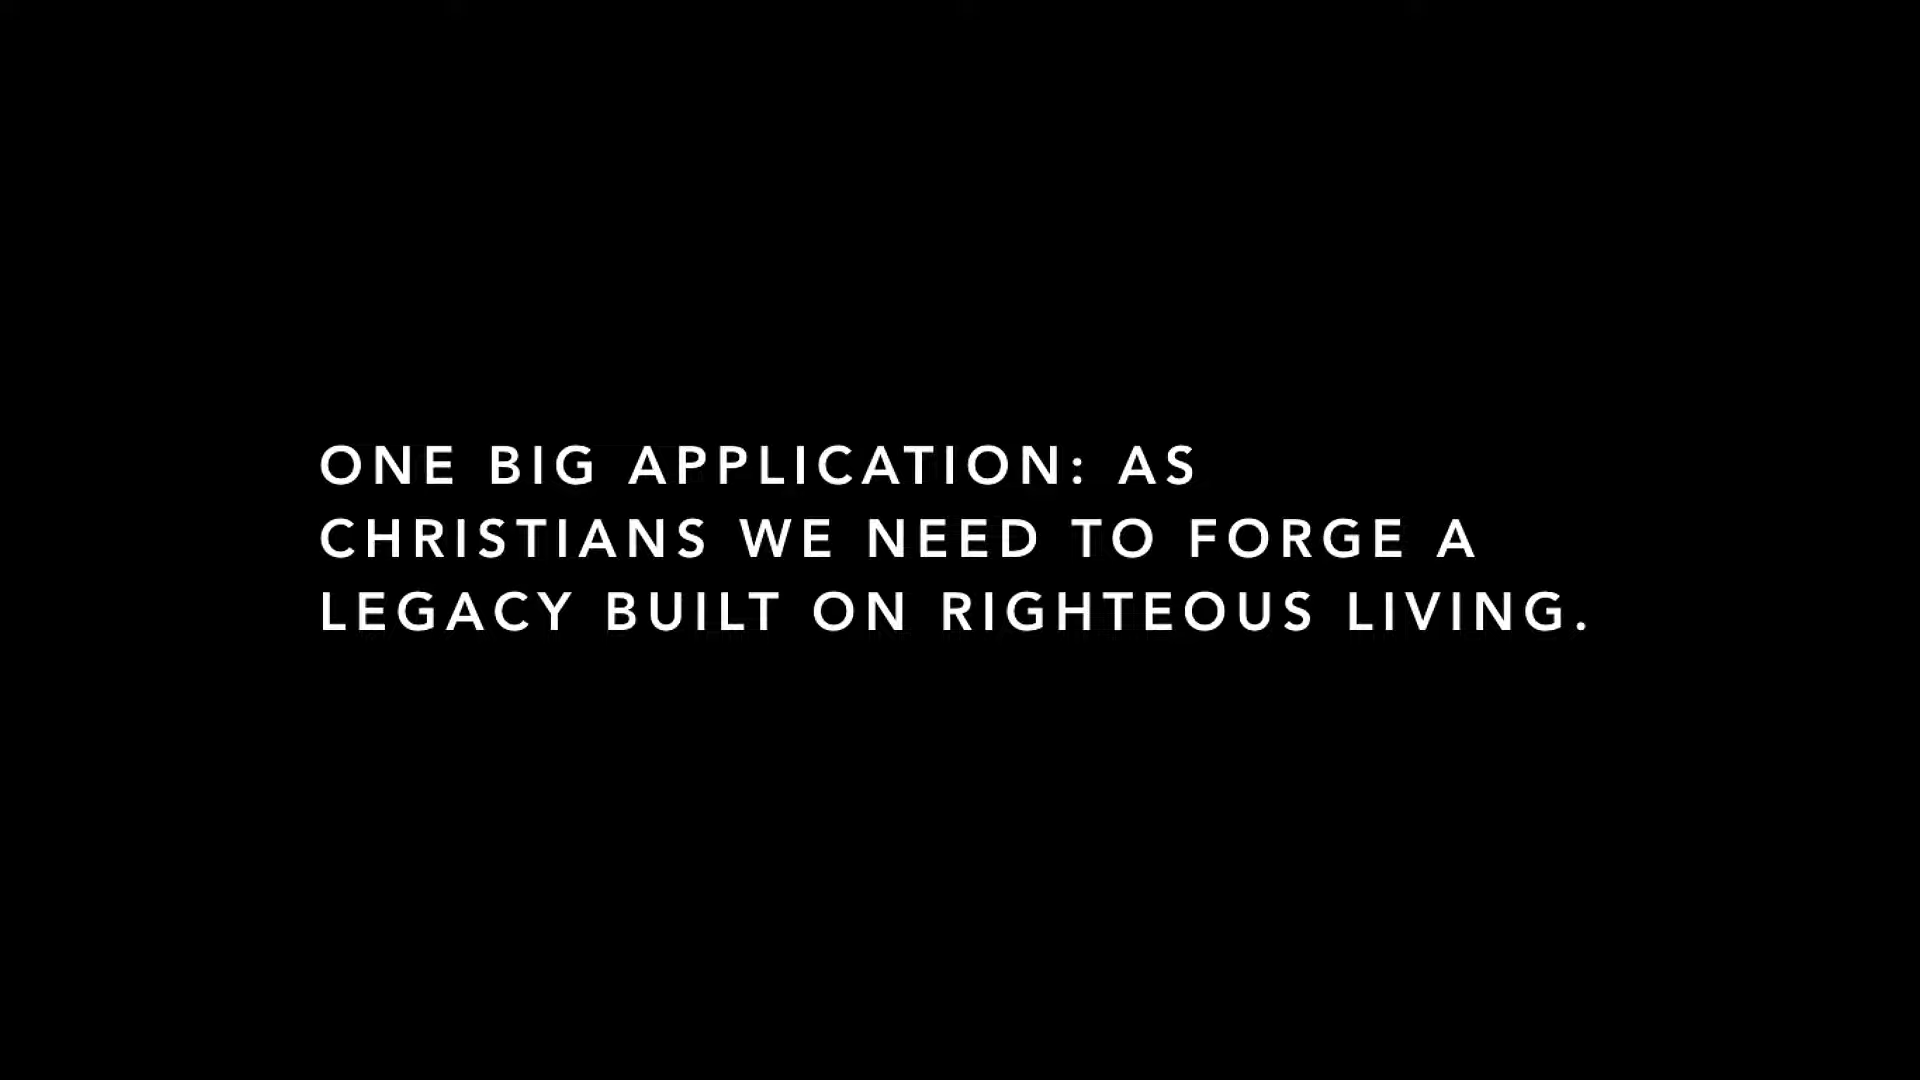 ONE BIG APPLICATION: AS
CHRISTIANS WE NEED TO FORGE A
LEGACY BUILT ON RIGHTEOUS LIVING.